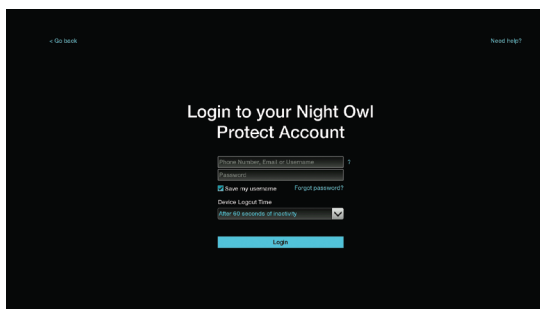 < Go back
Need help?
Login to your Night Owl
Protect Account
Phone Number, Email or Username
?
Password
Save my username
Forgot password?
Device Logout Time
After 60 seconds of inactivity
Login